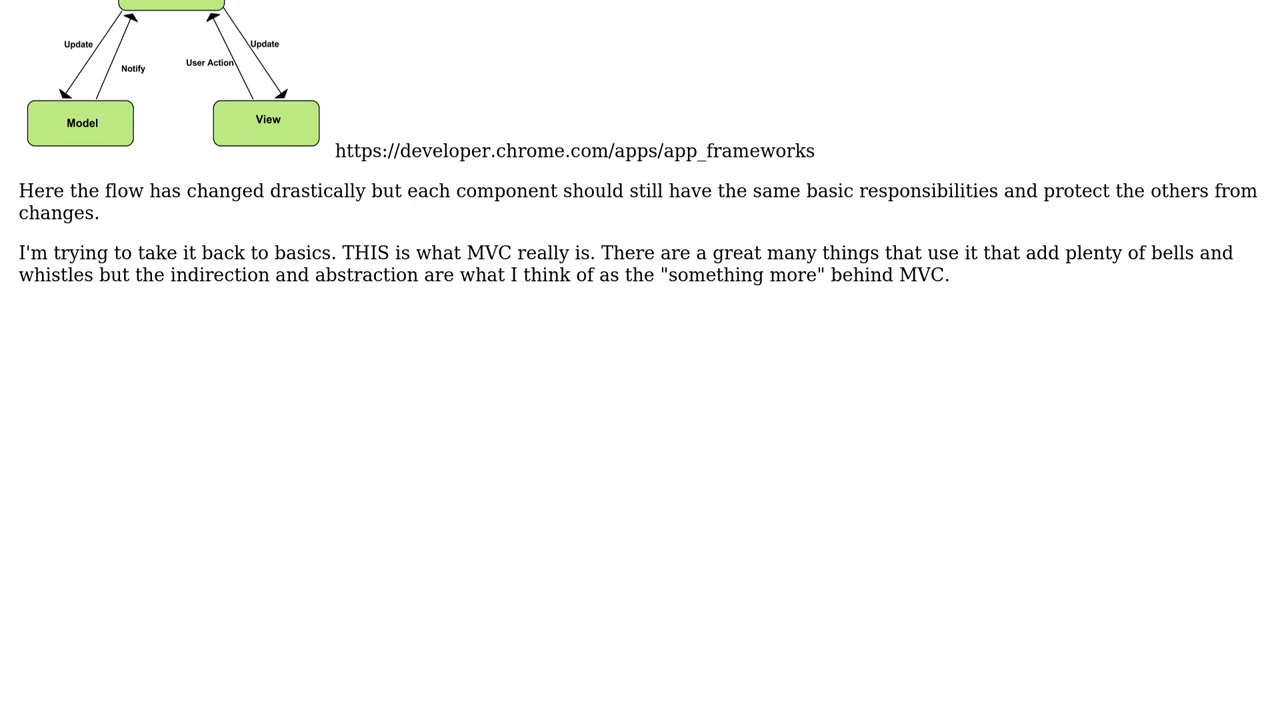 Update
Update
User Action
Notify
Model
View
https://developer.chrome.com/apps/app_frameworks
Here the flow has changed drastically but each component should still have the same basic responsibilities and protect the others from
changes.
I'm trying to take it back to basics. THIS is what MVC really is. There are a great many things that use it that add plenty of bells and
whistles but the indirection and abstraction are what I think of as the "something more" behind MVC.